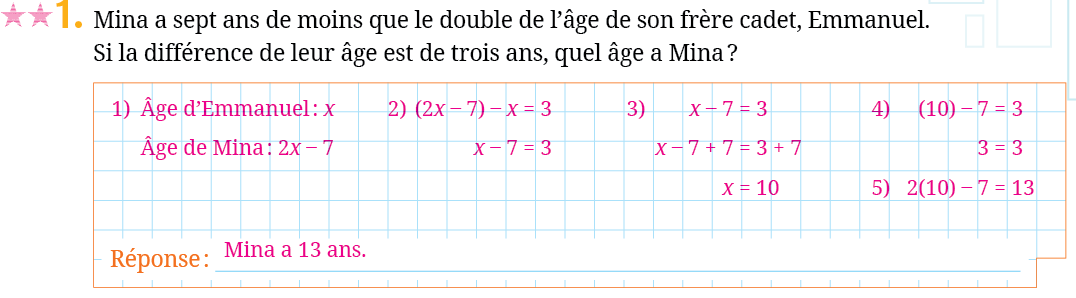 1. Mina a sept ans de moins que le double de l’âge de son frère cadet, Emmanuel.
Si la différence de leur âge est de trois ans, quel âge a Mina ?
1) Âge d’Emmanuel : x
Âge de Mina : 2x – 7
2) (2x – 7) – x = 3
x – 7 = 3
3) x – 7 = 3
x – 7 + 7 = 3 + 7
x = 10
4) (10) – 7 = 3
3 = 3
5) 2(10) – 7 = 13
Réponse : Mina a 13 ans.